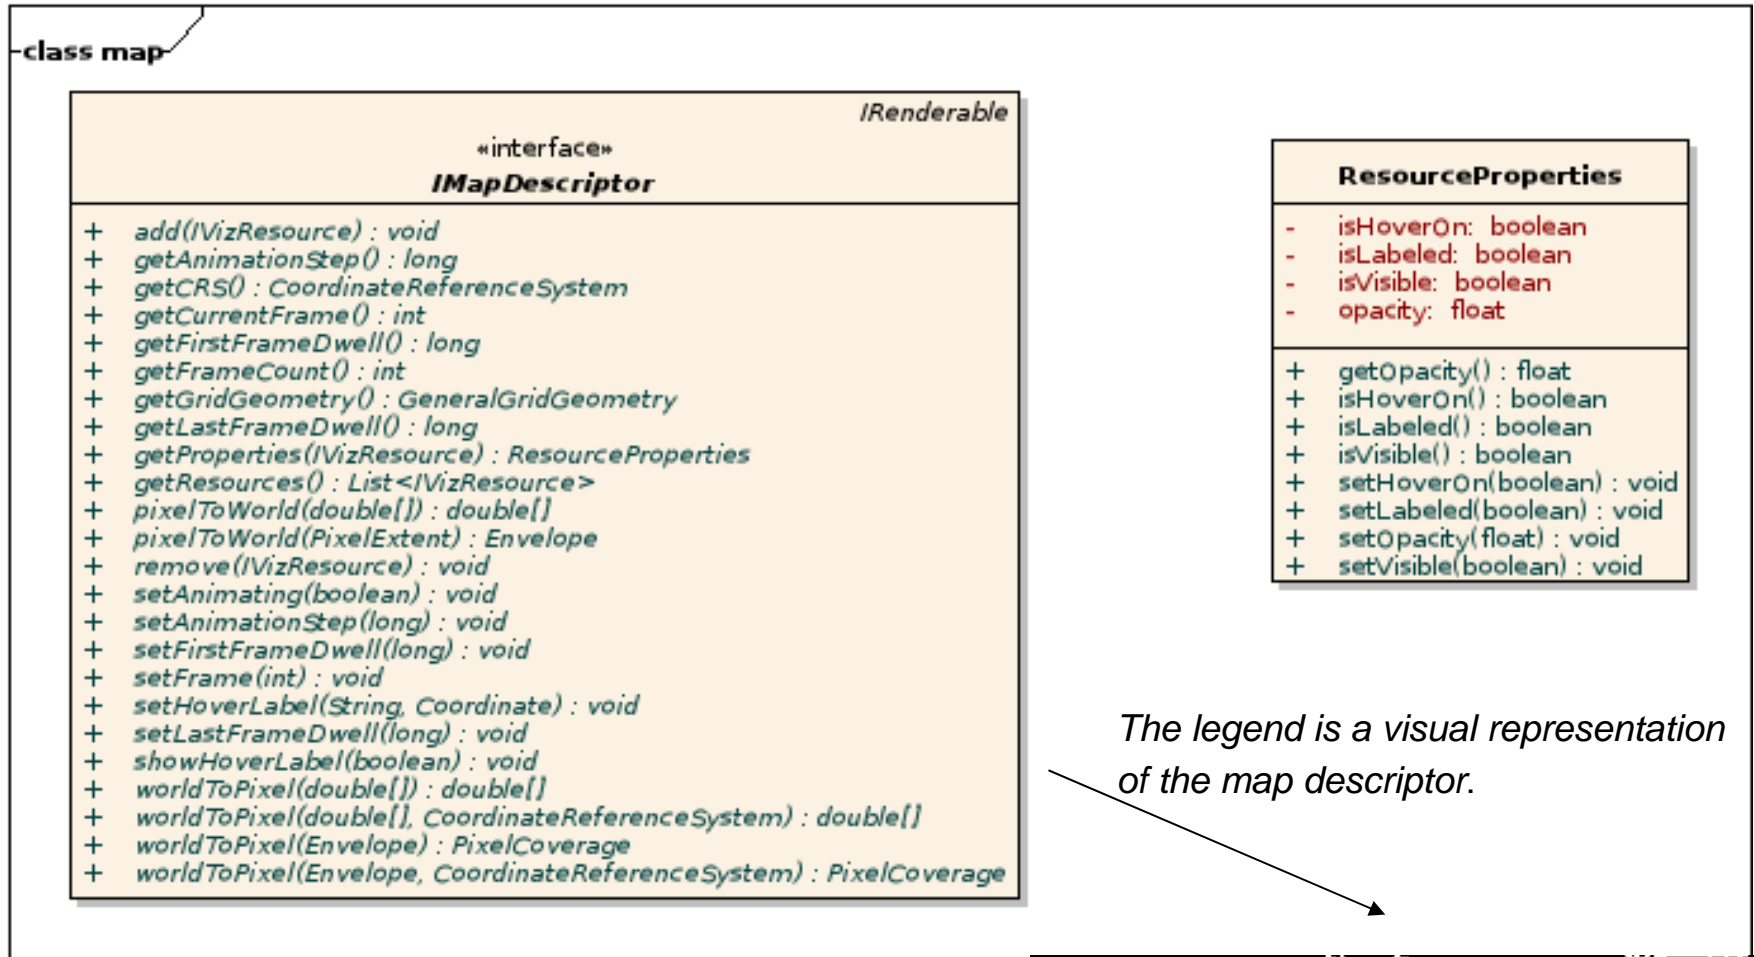 class map
IRenderable
«interface»
IMapDescriptor
+ add(IVizResource) : void
+ getAnimationStep() : long
+ getCRS() : CoordinateReferenceSystem
+ getCurrentFrame() : int
+ getFirstFrameDwell() : long
+ getFrameCount() : int
+ getGridGeometry() : GeneralGridGeometry
+ getLastFrameDwell() : long
+ getProperties(IVizResource) : ResourceProperties
+ getResources() : List<IVizResource>
+ pixelToWorld(double[]) : double[]
+ pixelToWorld(PixelExtent) : Envelope
+ remove(IVizResource) : void
+ setAnimating(boolean) : void
+ setAnimationStep(long) : void
+ setFirstFrameDwell(long) : void
+ setFrame(int) : void
+ setHoverLabel(String, Coordinate) : void
+ setLastFrameDwell(long) : void
+ showHoverLabel(boolean) : void
+ worldToPixel(double[]) : double[]
+ worldToPixel(double[], CoordinateReferenceSystem) : double[]
+ worldToPixel(Envelope) : PixelCoverage
+ worldToPixel(Envelope, CoordinateReferenceSystem) : PixelCoverage
ResourceProperties
- isHoverOn: boolean
- isLabeled: boolean
- isVisible: boolean
- opacity: float
+ getOpacity() : float
+ isHoverOn() : boolean
+ isLabeled() : boolean
+ isVisible() : boolean
+ setHoverOn(boolean) : void
+ setLabeled(boolean) : void
+ setOpacity(float) : void
+ setVisible(boolean) : void
The legend is a visual representation
of the map descriptor.